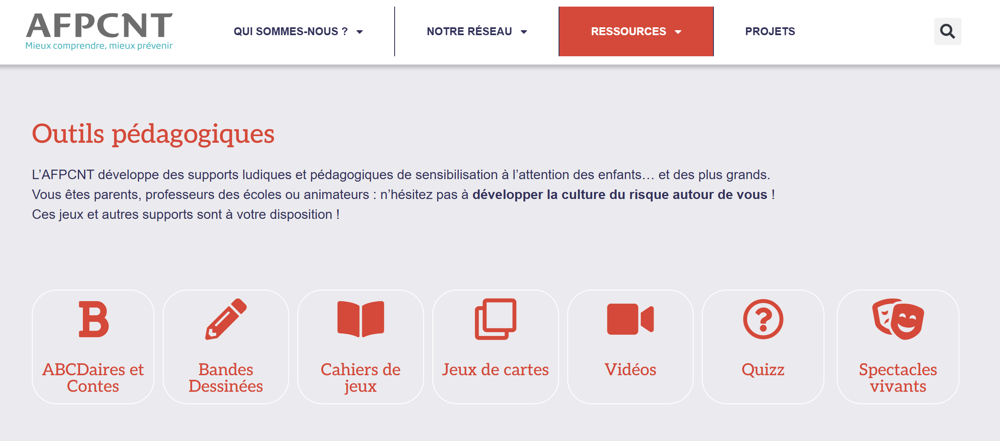 AFPCNT
Mieux comprendre, mieux prévenir
QUI SOMMES-NOUS ?
NOTRE RÉSEAU
RESSOURCES
PROJETS
Outils pédagogiques
L’AFPCNT développe des supports ludiques et pédagogiques de sensibilisation à l’attention des enfants… et des plus grands.
Vous êtes parents, professeurs des écoles ou animateurs : n’hésitez pas à développer la culture du risque autour de vous !
Ces jeux et autres supports sont à votre disposition !
B
ABCDaires et
Contes
Bandes
Dessinées
Cahiers de
jeux
Jeux de cartes
Vidéos
?
Quizz
Spectacles
vivants